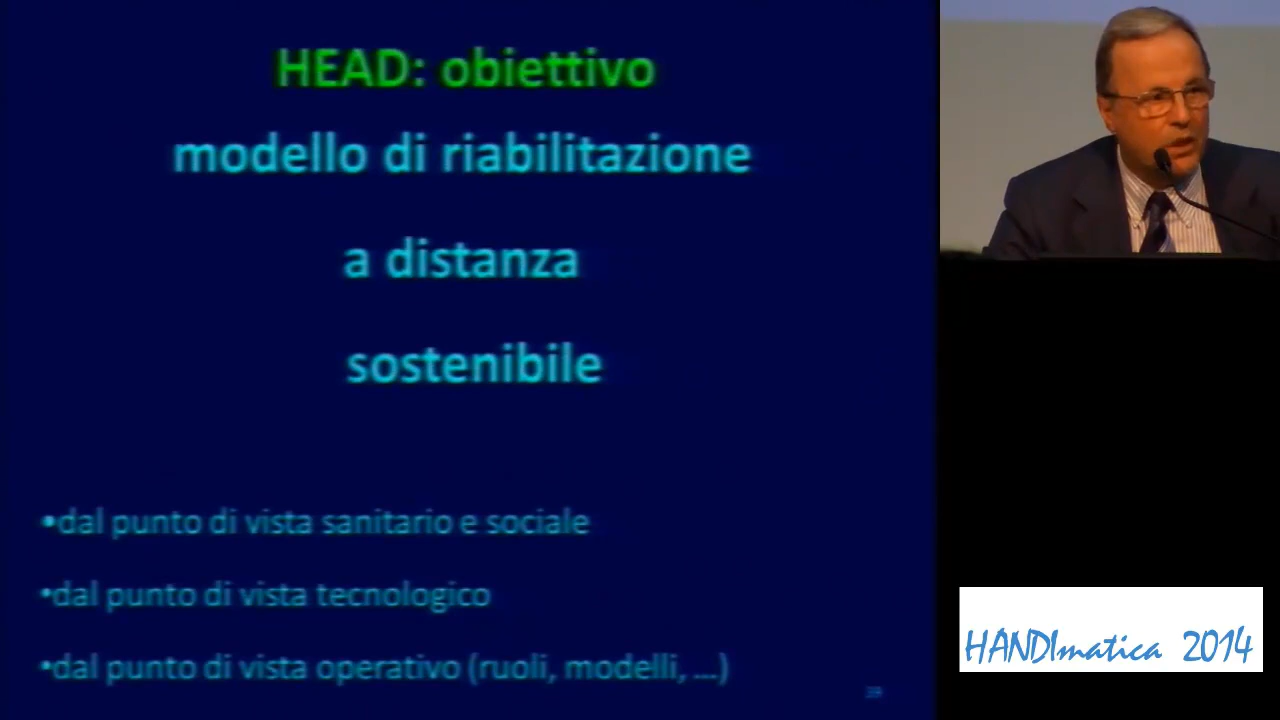 HEAD: obiettivo
modello di riabilitazione
a distanza
sostenibile
•dal punto di vista sanitario e sociale
•dal punto di vista tecnologico
•dal punto di vista operativo (ruoli, modelli, ...)
HANDImatica 2014